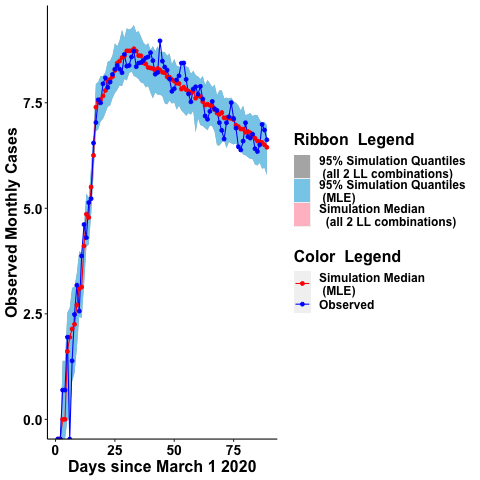 Observed Monthly Cases
7.5
5.0
2.5
0.0
0
25
50
75
Days since March 1 2020
Ribbon Legend
95% Simulation Quantiles
(all 2 LL combinations)
95% Simulation Quantiles
(MLE)
Simulation Median
(all 2 LL combinations)
Color Legend
Simulation Median
(MLE)
Observed